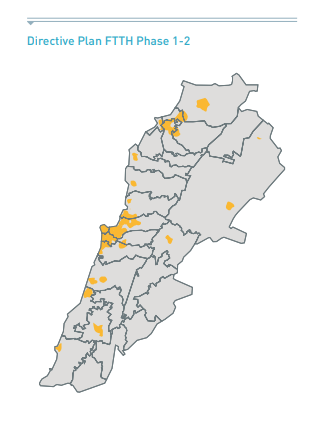 Directive Plan FTTH Phase 1-2